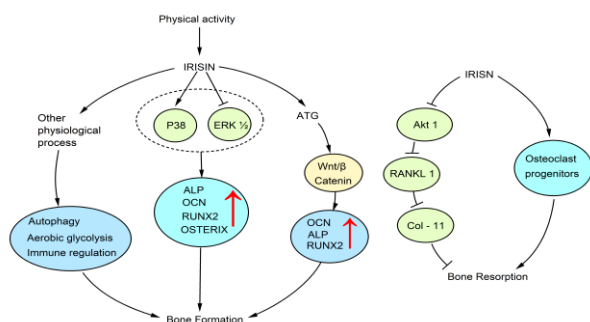 Physical activity
IRISIN
IRISN
Other
physiological
process
P38
ERK ½
ATG
Akt 1
Wnt/β
Catenin
RANKL 1
Osteoclast
progenitors
ALP
OCN
RUNX2
OSTERIX
Autophagy
Aerobic glycolysis
Immune regulation
OCN
ALP
RUNX2
Col - 11
Bone Resorption
Bone Formation